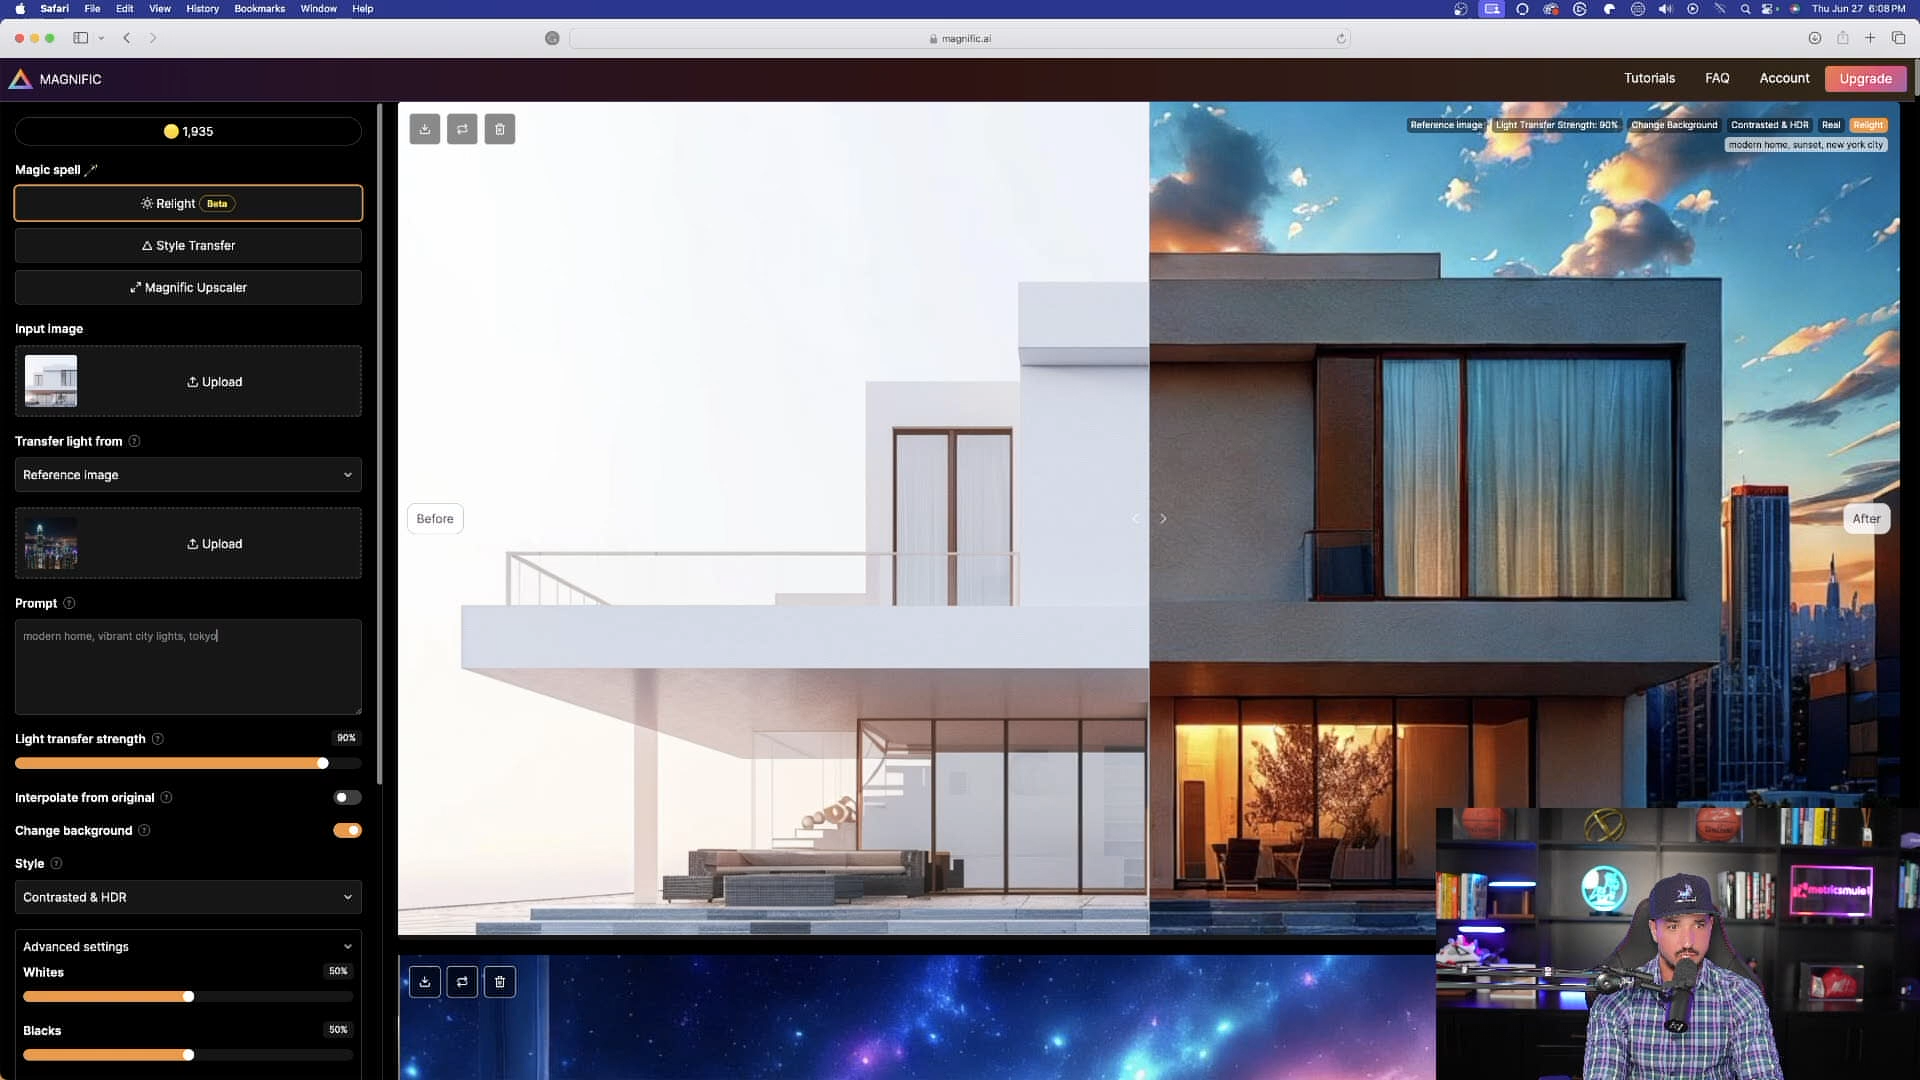 Safari File Edit View History Bookmarks Window Help Thu Jun 27 6:08 PM
magnific.ai
MAGNIFIC Tutorials FAQ Account Upgrade
1,935
Magic spell
Relight Beta
Style Transfer
Magnific Upscaler
Input image
Upload
Transfer light from
Reference image
Upload
Prompt
modern home, vibrant city lights, tokyo
Light transfer strength 90%
Interpolate from original
Change background
Style
Contrasted & HDR
Advanced settings
Whites 50%
Blacks 50%
Reference image Light Transfer Strength: 90% Change Background Contrasted & HDR Real Relight
modern home, sunset, new york city
Before
After
metricsmule